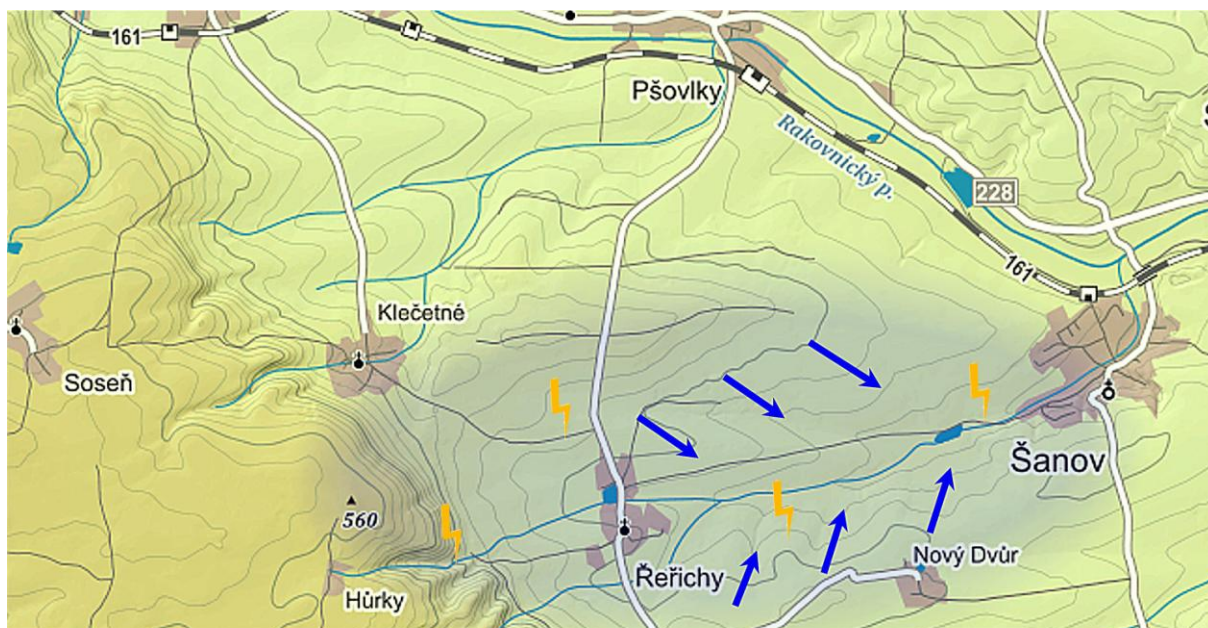 161
Pšovlky
Rakovnický p.
228
161
Klečetné
Soseň
Šanov
560
Nový Dvůr
Řeřichy
Hůrky